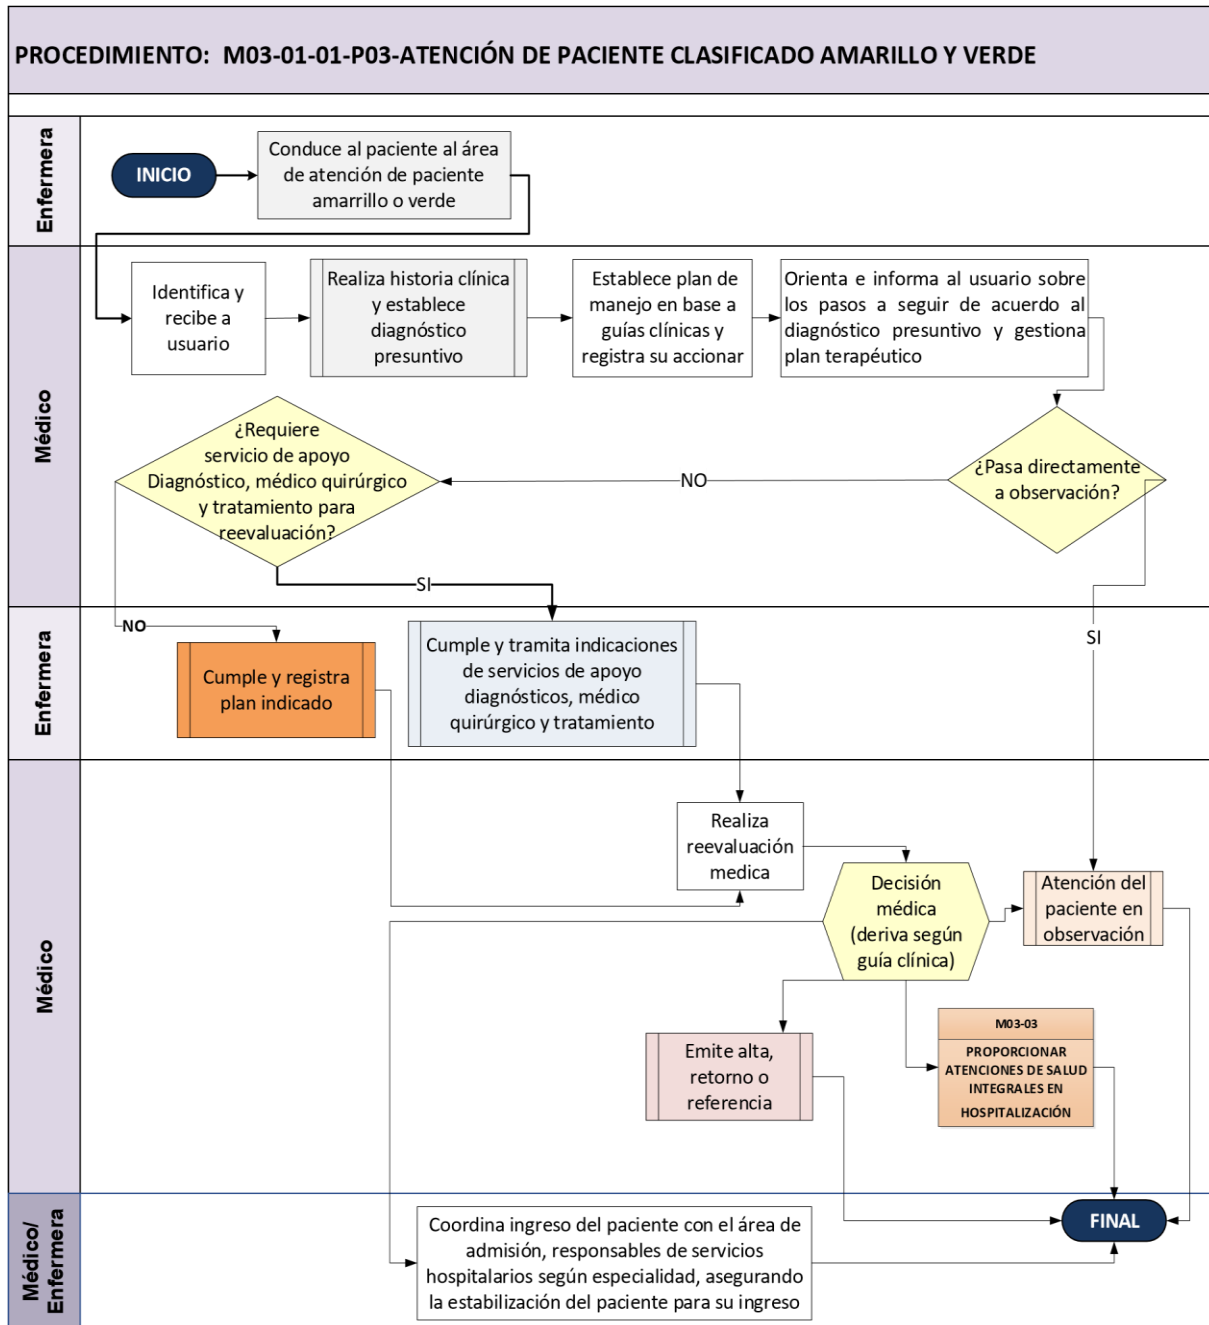 PROCEDIMIENTO: M03-01-01-P03-ATENCIÓN DE PACIENTE CLASIFICADO AMARILLO Y VERDE
Enfermera
INICIO
Conduce al paciente al área
de atención de paciente
amarrillo o verde
Médico
Identifica y
recibe a
usuario
Realiza historia clínica
y establece
diagnóstico
presuntivo
Establece plan de
manejo en base a
guías clínicas y
registra su accionar
Orienta e informa al usuario sobre
los pasos a seguir de acuerdo al
diagnóstico presuntivo y gestiona
plan terapéutico
¿Requiere
servicio de apoyo
Diagnóstico, médico quirúrgico
y tratamiento para
reevaluación?
NO
¿Pasa directamente
a observación?
SI
Enfermera
NO
Cumple y registra
plan indicado
Cumple y tramita indicaciones
de servicios de apoyo
diagnósticos, médico
quirúrgico y tratamiento
SI
Médico
Realiza
reevaluación
medica
Decisión
médica
(deriva según
guía clínica)
Atención del
paciente en
observación
Emite alta,
retorno o
referencia
M03-03
PROPORCIONAR
ATENCIONES DE SALUD
INTEGRALES EN
HOSPITALIZACIÓN
Médico/
Enfermera
Coordina ingreso del paciente con el área de
admisión, responsables de servicios
hospitalarios según especialidad, asegurando
la estabilización del paciente para su ingreso
FINAL